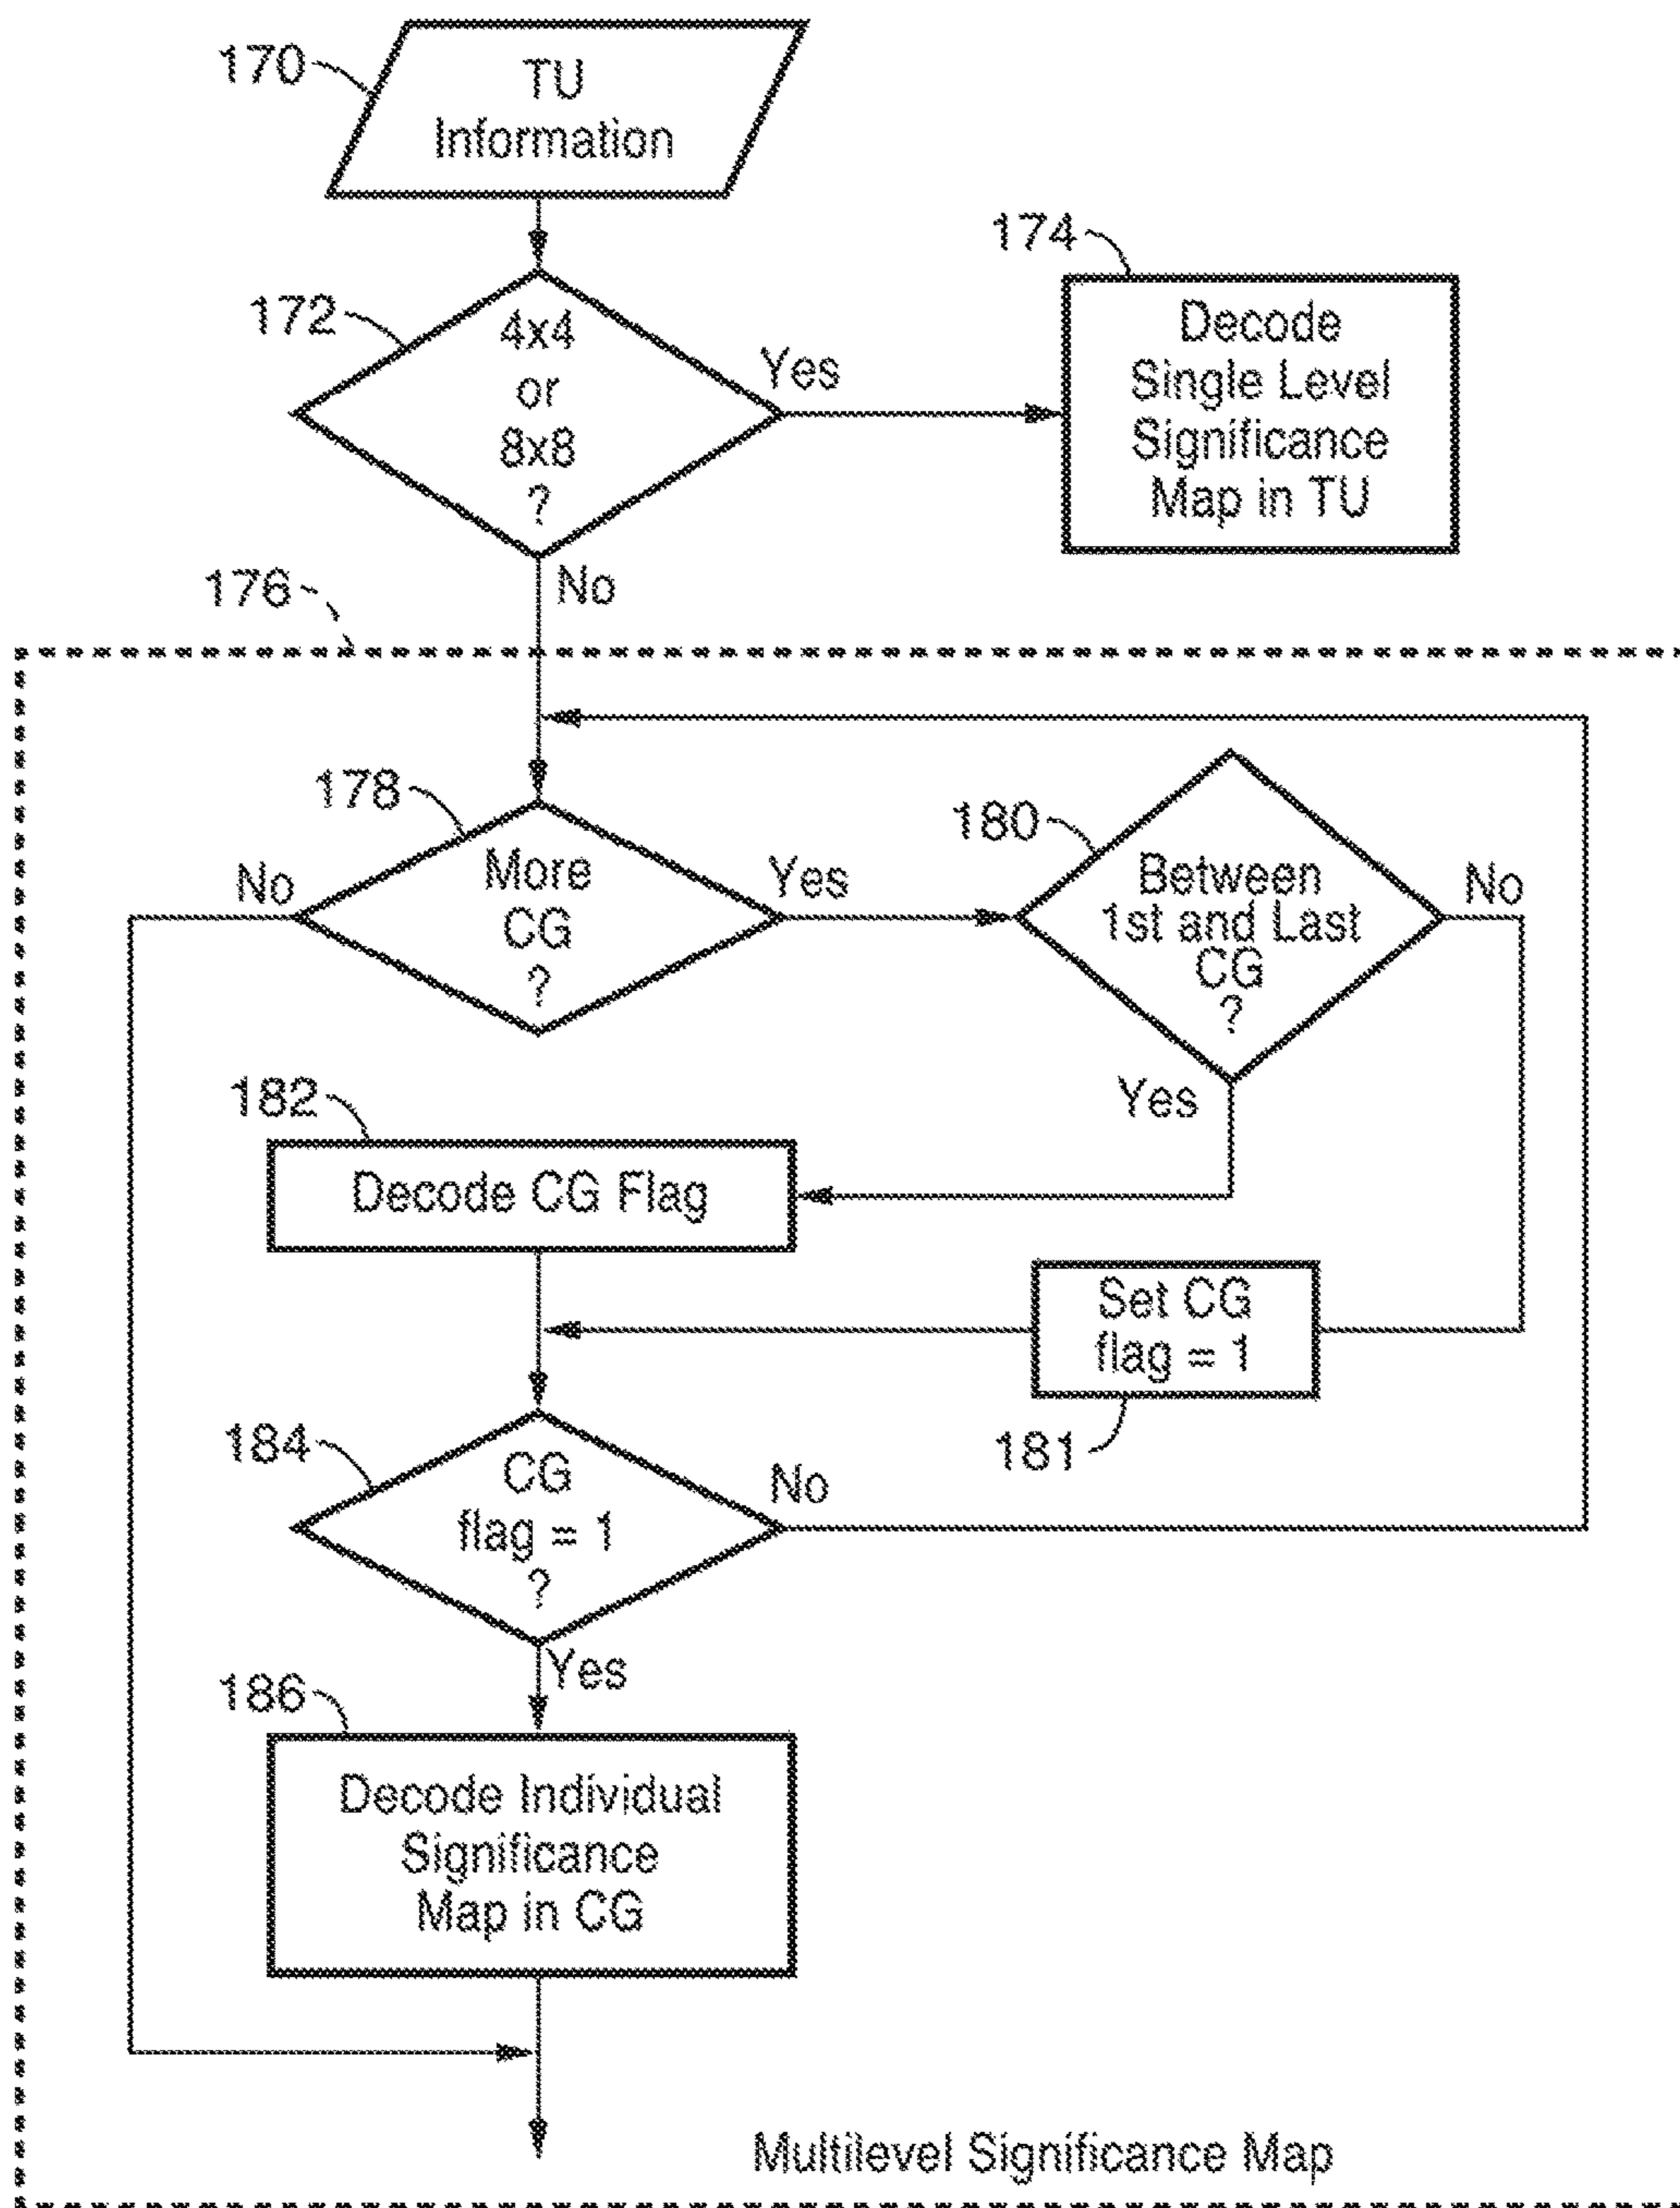 170
TU
Information
172
4x4
or
8x8
?
Yes
174
Decode
Single Level
Significance
Map in TU
No
176
178
More
CG
?
No
Yes
180
Between
1st and Last
CG
?
No
Yes
182
Decode CG Flag
Set CG
flag = 1
181
184
CG
flag = 1
?
No
Yes
186
Decode Individual
Significance
Map in CG
Multilevel Significance Map